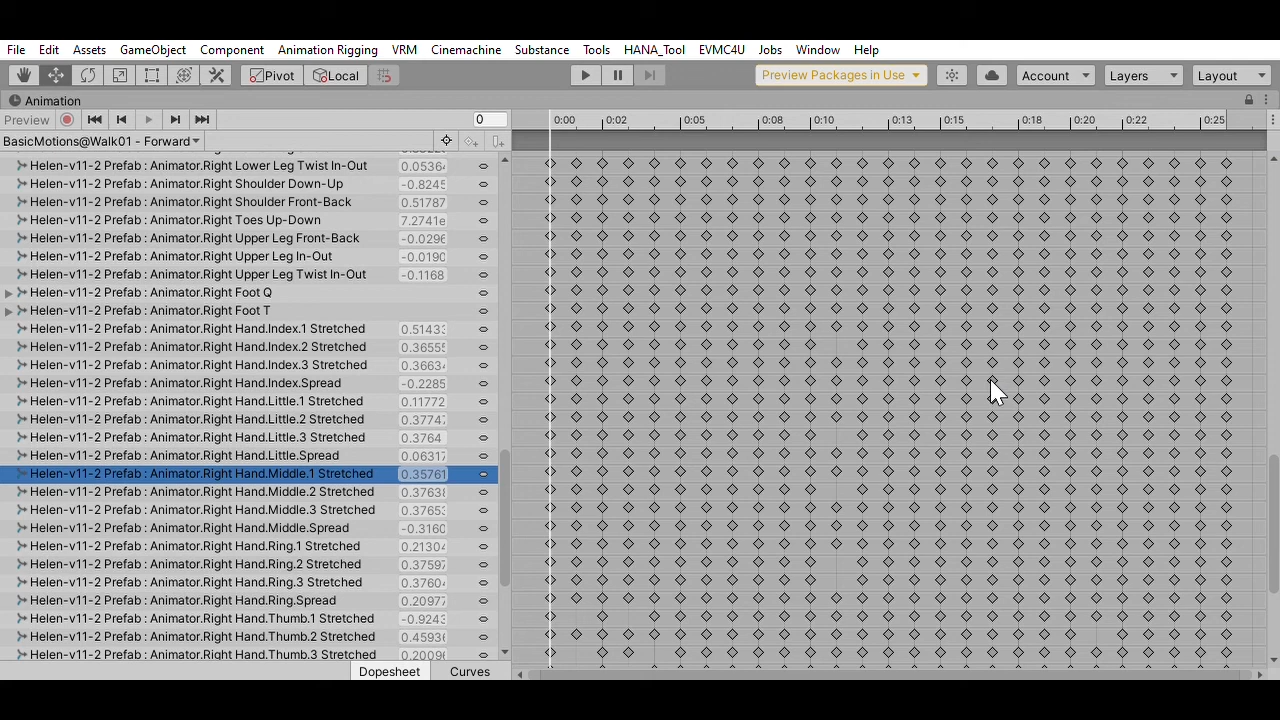 File Edit Assets GameObject Component Animation Rigging VRM Cinemachine Substance Tools HANA_Tool EVMC4U Jobs Window Help
Pivot Local Preview Packages in Use Account Layers Layout
Animation
Preview 0 0:00 0:02 0:05 0:08 0:10 0:13 0:15 0:18 0:20 0:22 0:25
BasicMotions@Walk01 - Forward
Helen-v11-2 Prefab : Animator.Right Lower Leg Twist In-Out 0.05364
Helen-v11-2 Prefab : Animator.Right Shoulder Down-Up -0.8245
Helen-v11-2 Prefab : Animator.Right Shoulder Front-Back 0.51787
Helen-v11-2 Prefab : Animator.Right Toes Up-Down 7.2741e
Helen-v11-2 Prefab : Animator.Right Upper Leg Front-Back -0.0296
Helen-v11-2 Prefab : Animator.Right Upper Leg In-Out -0.0190
Helen-v11-2 Prefab : Animator.Right Upper Leg Twist In-Out -0.1168
Helen-v11-2 Prefab : Animator.Right Foot Q
Helen-v11-2 Prefab : Animator.Right Foot T
Helen-v11-2 Prefab : Animator.Right Hand.Index.1 Stretched 0.51433
Helen-v11-2 Prefab : Animator.Right Hand.Index.2 Stretched 0.36555
Helen-v11-2 Prefab : Animator.Right Hand.Index.3 Stretched 0.36634
Helen-v11-2 Prefab : Animator.Right Hand.Index.Spread -0.2285
Helen-v11-2 Prefab : Animator.Right Hand.Little.1 Stretched 0.11772
Helen-v11-2 Prefab : Animator.Right Hand.Little.2 Stretched 0.37747
Helen-v11-2 Prefab : Animator.Right Hand.Little.3 Stretched 0.3764
Helen-v11-2 Prefab : Animator.Right Hand.Little.Spread 0.06317
Helen-v11-2 Prefab : Animator.Right Hand.Middle.1 Stretched 0.35761
Helen-v11-2 Prefab : Animator.Right Hand.Middle.2 Stretched 0.37638
Helen-v11-2 Prefab : Animator.Right Hand.Middle.3 Stretched 0.37653
Helen-v11-2 Prefab : Animator.Right Hand.Middle.Spread -0.3160
Helen-v11-2 Prefab : Animator.Right Hand.Ring.1 Stretched 0.21304
Helen-v11-2 Prefab : Animator.Right Hand.Ring.2 Stretched 0.37597
Helen-v11-2 Prefab : Animator.Right Hand.Ring.3 Stretched 0.37604
Helen-v11-2 Prefab : Animator.Right Hand.Ring.Spread 0.20977
Helen-v11-2 Prefab : Animator.Right Hand.Thumb.1 Stretched -0.9243
Helen-v11-2 Prefab : Animator.Right Hand.Thumb.2 Stretched 0.45936
Helen-v11-2 Prefab : Animator.Right Hand.Thumb.3 Stretched 0.20096
Dopesheet Curves